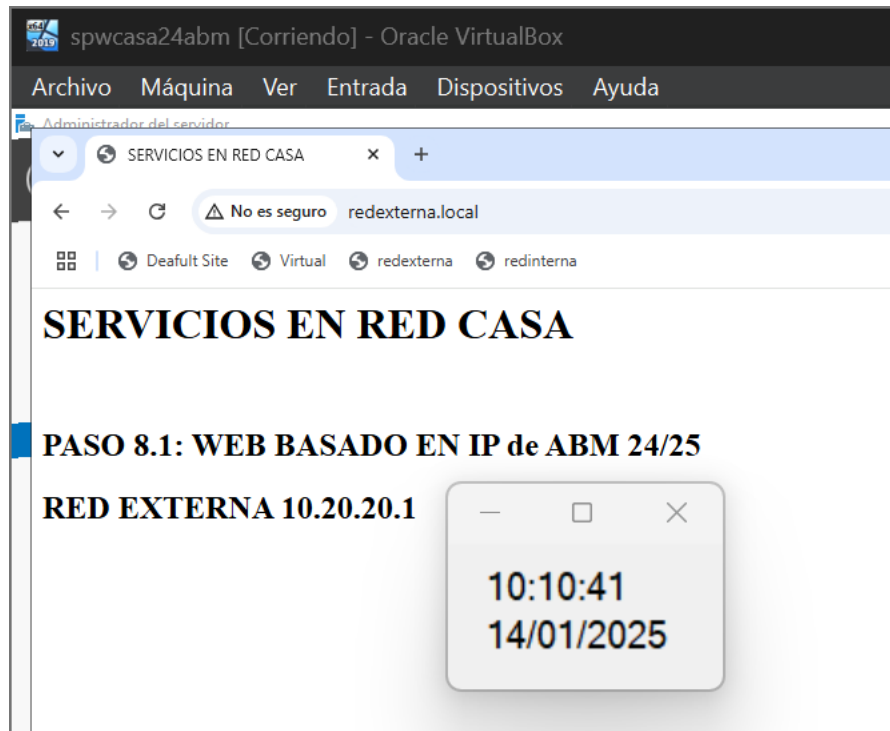 x64
2019
spwcasa24abm [Corriendo] - Oracle VirtualBox
Archivo Máquina Ver Entrada Dispositivos Ayuda
Administrador del servidor
SERVICIOS EN RED CASA
No es seguro redexterna.local
Deafult Site Virtual redexterna redinterna
SERVICIOS EN RED CASA
PASO 8.1: WEB BASADO EN IP de ABM 24/25
RED EXTERNA 10.20.20.1
10:10:41
14/01/2025